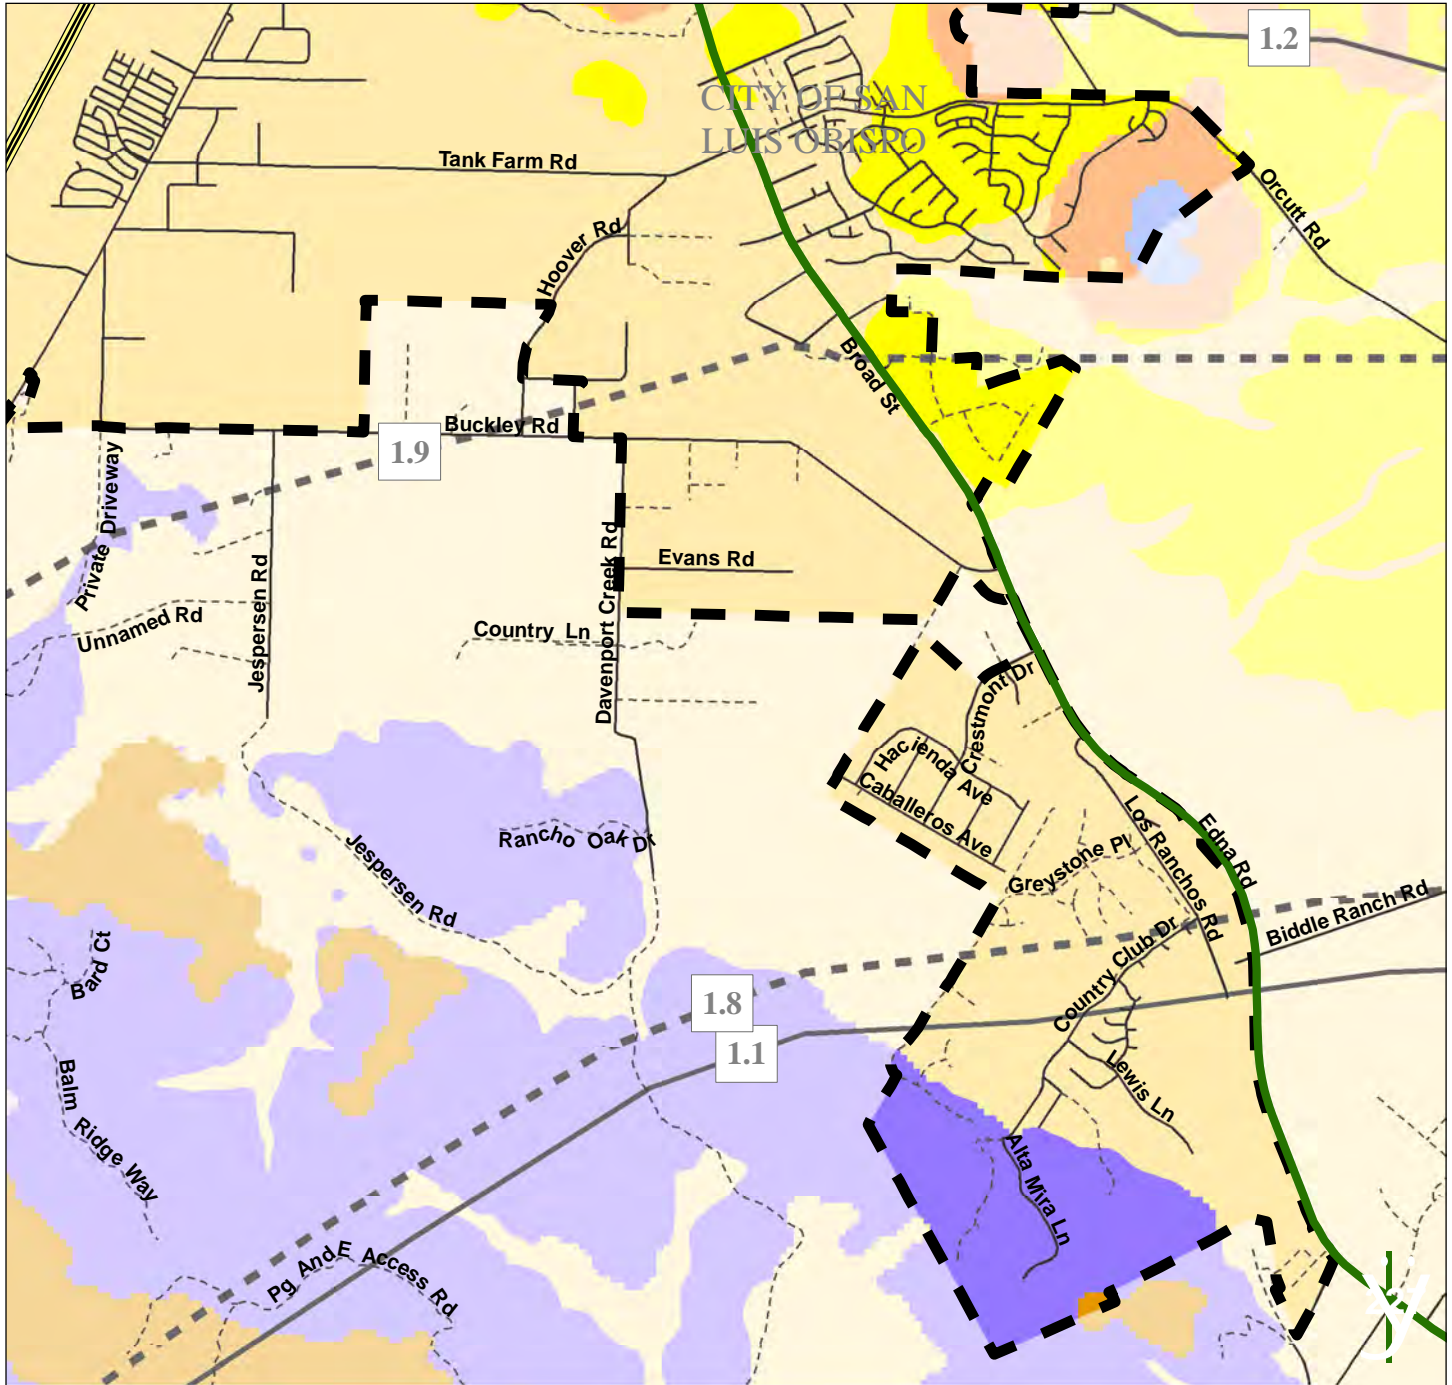 1.2
CITY OF SAN
LUIS OBISPO
Tank Farm Rd
Orcutt Rd
Hoover Rd
Broad St
Buckley Rd
1.9
Private Driveway
Evans Rd
Davenport Creek Rd
Jespersen Rd
Unnamed Rd
Country Ln
Crestmont Dr
Hacienda Ave
Caballeros Ave
Los Ranchos Rd
Edna Rd
Rancho Oak Dr
Jespersen Rd
Greystone Pl
Biddle Ranch Rd
Country Club Dr
Bard Ct
1.8
1.1
Lewis Ln
Balm Ridge Way
Alta Mira Ln
Pg And E Access Rd